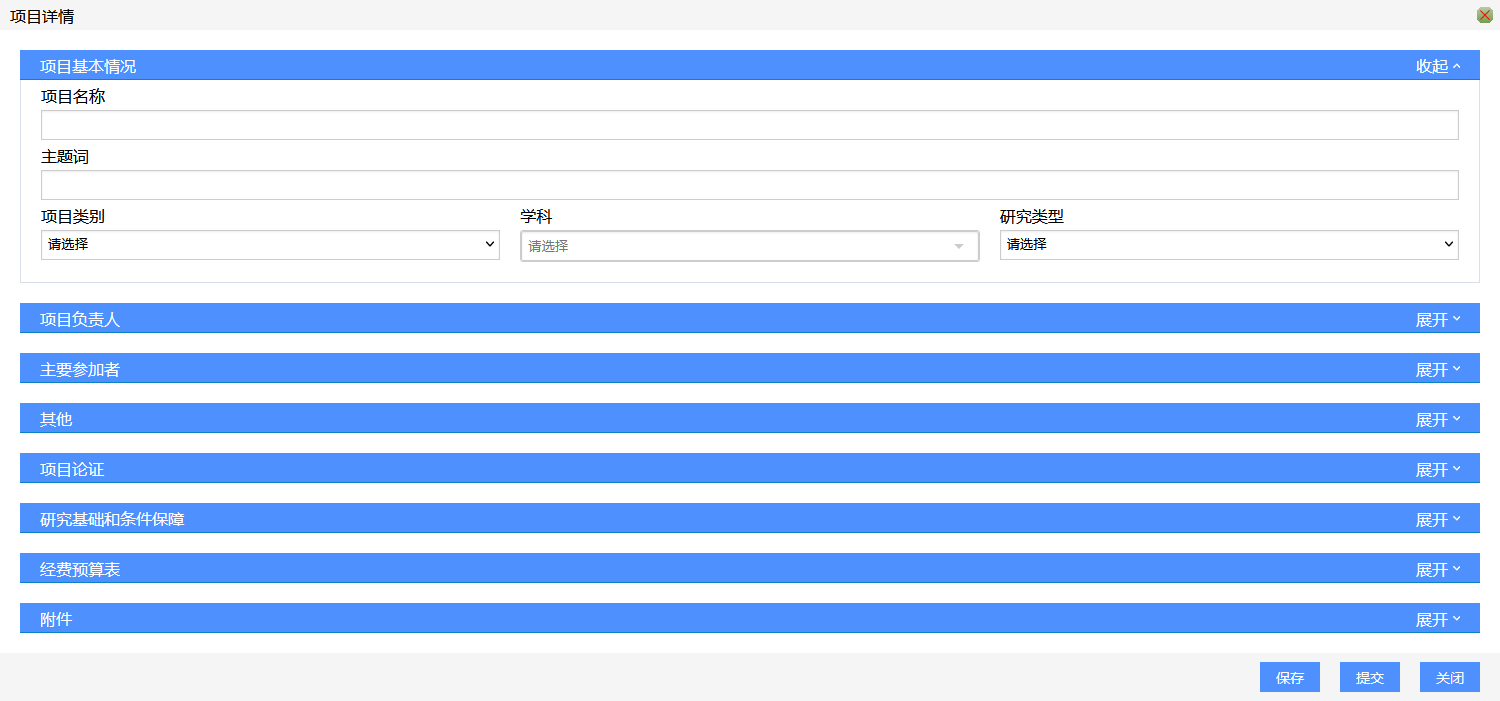 项目详情
项目基本情况 收起
项目名称
主题词
项目类别 学科 研究类型
请选择 请选择 请选择
项目负责人 展开
主要参加者 展开
其他 展开
项目论证 展开
研究基础和条件保障 展开
经费预算表 展开
附件 展开
保存 提交 关闭